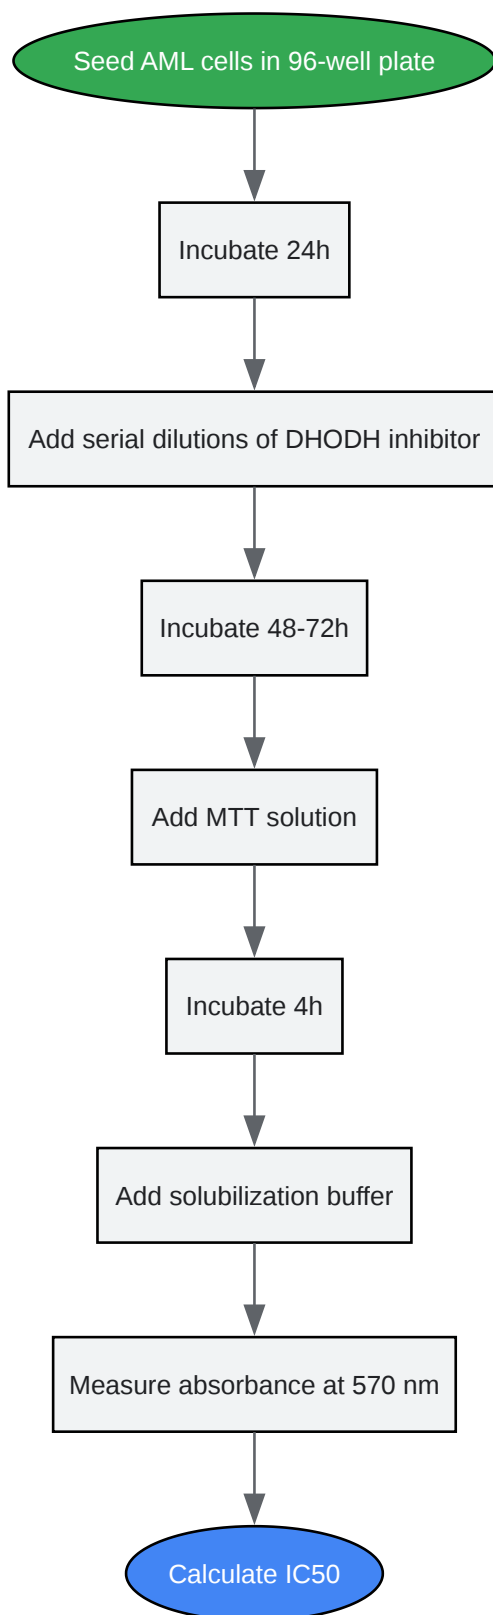 Seed AML cells in 96-well plate
Incubate 24h
Add serial dilutions of DHODH inhibitor
Incubate 48-72h
Add MTT solution
Incubate 4h
Add solubilization buffer
Measure absorbance at 570 nm
Calculate IC50